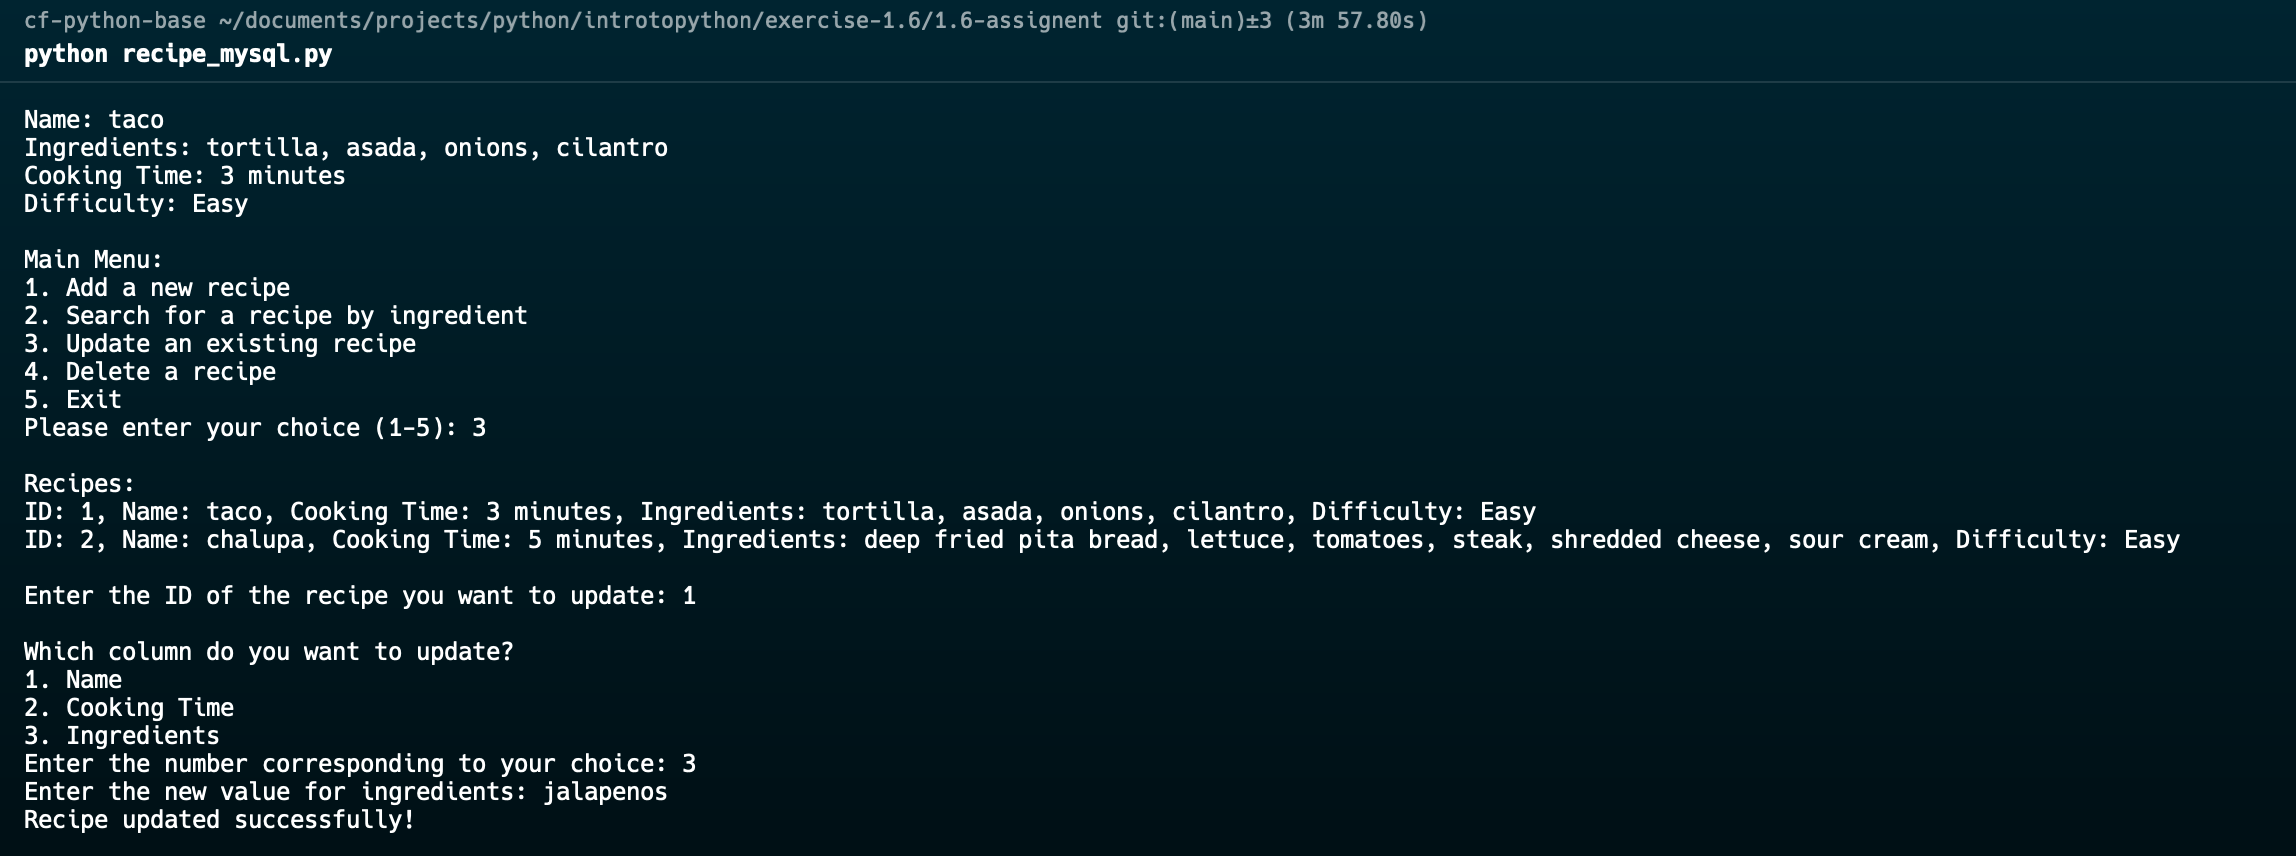 cf-python-base ~/documents/projects/python/introtopython/exercise-1.6/1.6-assignent git:(main)±3 (3m 57.80s)
python recipe_mysql.py
Name: taco
Ingredients: tortilla, asada, onions, cilantro
Cooking Time: 3 minutes
Difficulty: Easy
Main Menu:
1. Add a new recipe
2. Search for a recipe by ingredient
3. Update an existing recipe
4. Delete a recipe
5. Exit
Please enter your choice (1-5): 3
Recipes:
ID: 1, Name: taco, Cooking Time: 3 minutes, Ingredients: tortilla, asada, onions, cilantro, Difficulty: Easy
ID: 2, Name: chalupa, Cooking Time: 5 minutes, Ingredients: deep fried pita bread, lettuce, tomatoes, steak, shredded cheese, sour cream, Difficulty: Easy
Enter the ID of the recipe you want to update: 1
Which column do you want to update?
1. Name
2. Cooking Time
3. Ingredients
Enter the number corresponding to your choice: 3
Enter the new value for ingredients: jalapenos
Recipe updated successfully!